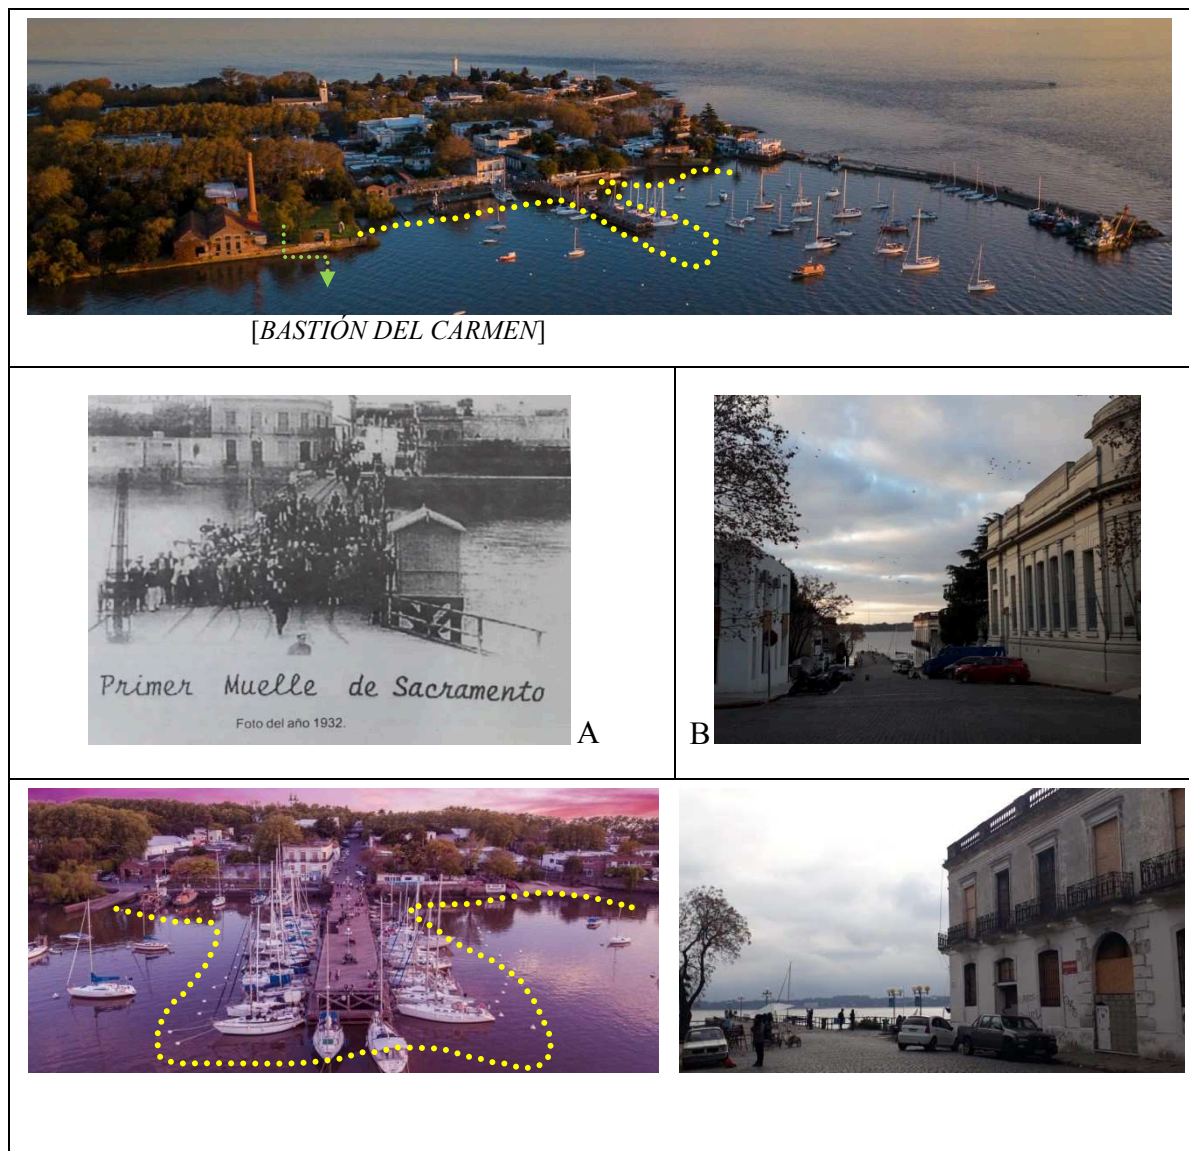 [BASTIÓN DEL CARMEN]
Primer Muelle de Sacramento
Foto del año 1932.
A
B